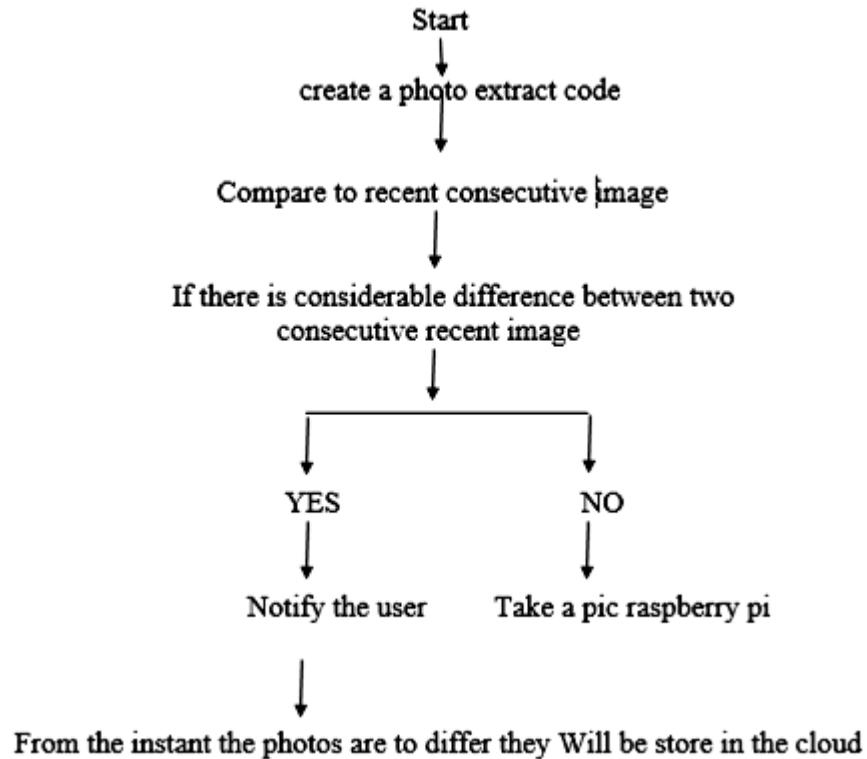 Start
create a photo extract code
Compare to recent consecutive image
If there is considerable difference between two
consecutive recent image
YES
NO
Notify the user
Take a pic raspberry pi
From the instant the photos are to differ they Will be store in the cloud